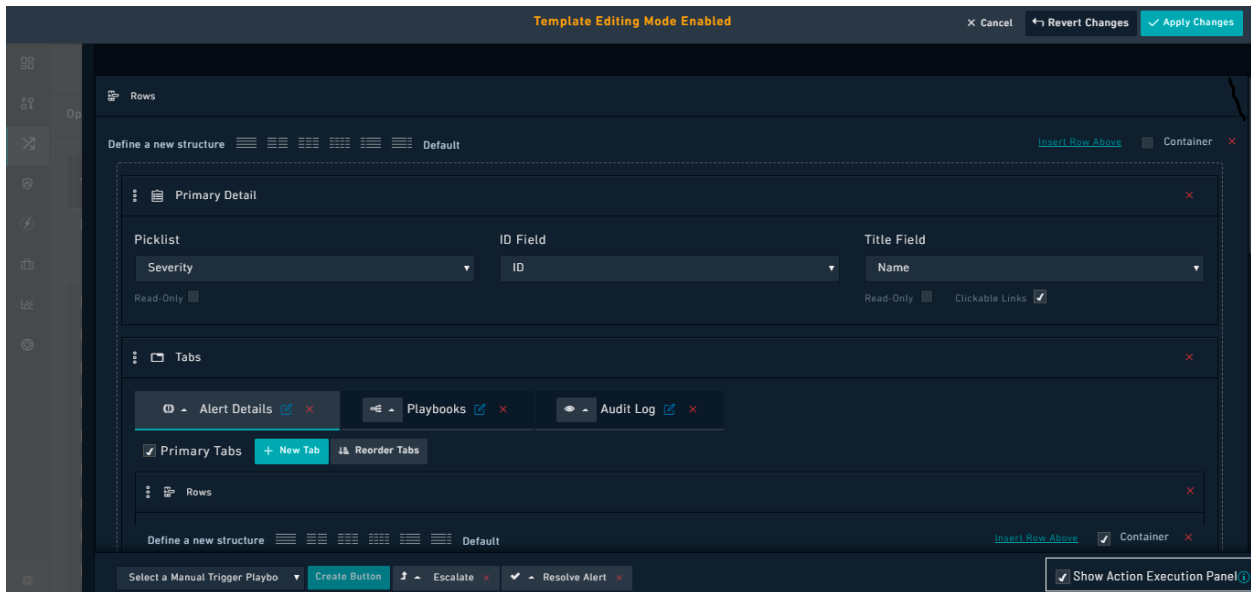 Template Editing Mode Enabled
× Cancel Revert Changes Apply Changes
Op
Rows
Define a new structure Default Insert Row Above Container
Primary Detail
Picklist ID Field Title Field
Severity ID Name
Read-Only Read-Only Clickable Links
Tabs
Alert Details Playbooks Audit Log
Primary Tabs + New Tab Reorder Tabs
Rows
Define a new structure Default Insert Row Above Container
Select a Manual Trigger Playbo Create Button Escalate Resolve Alert Show Action Execution Panel